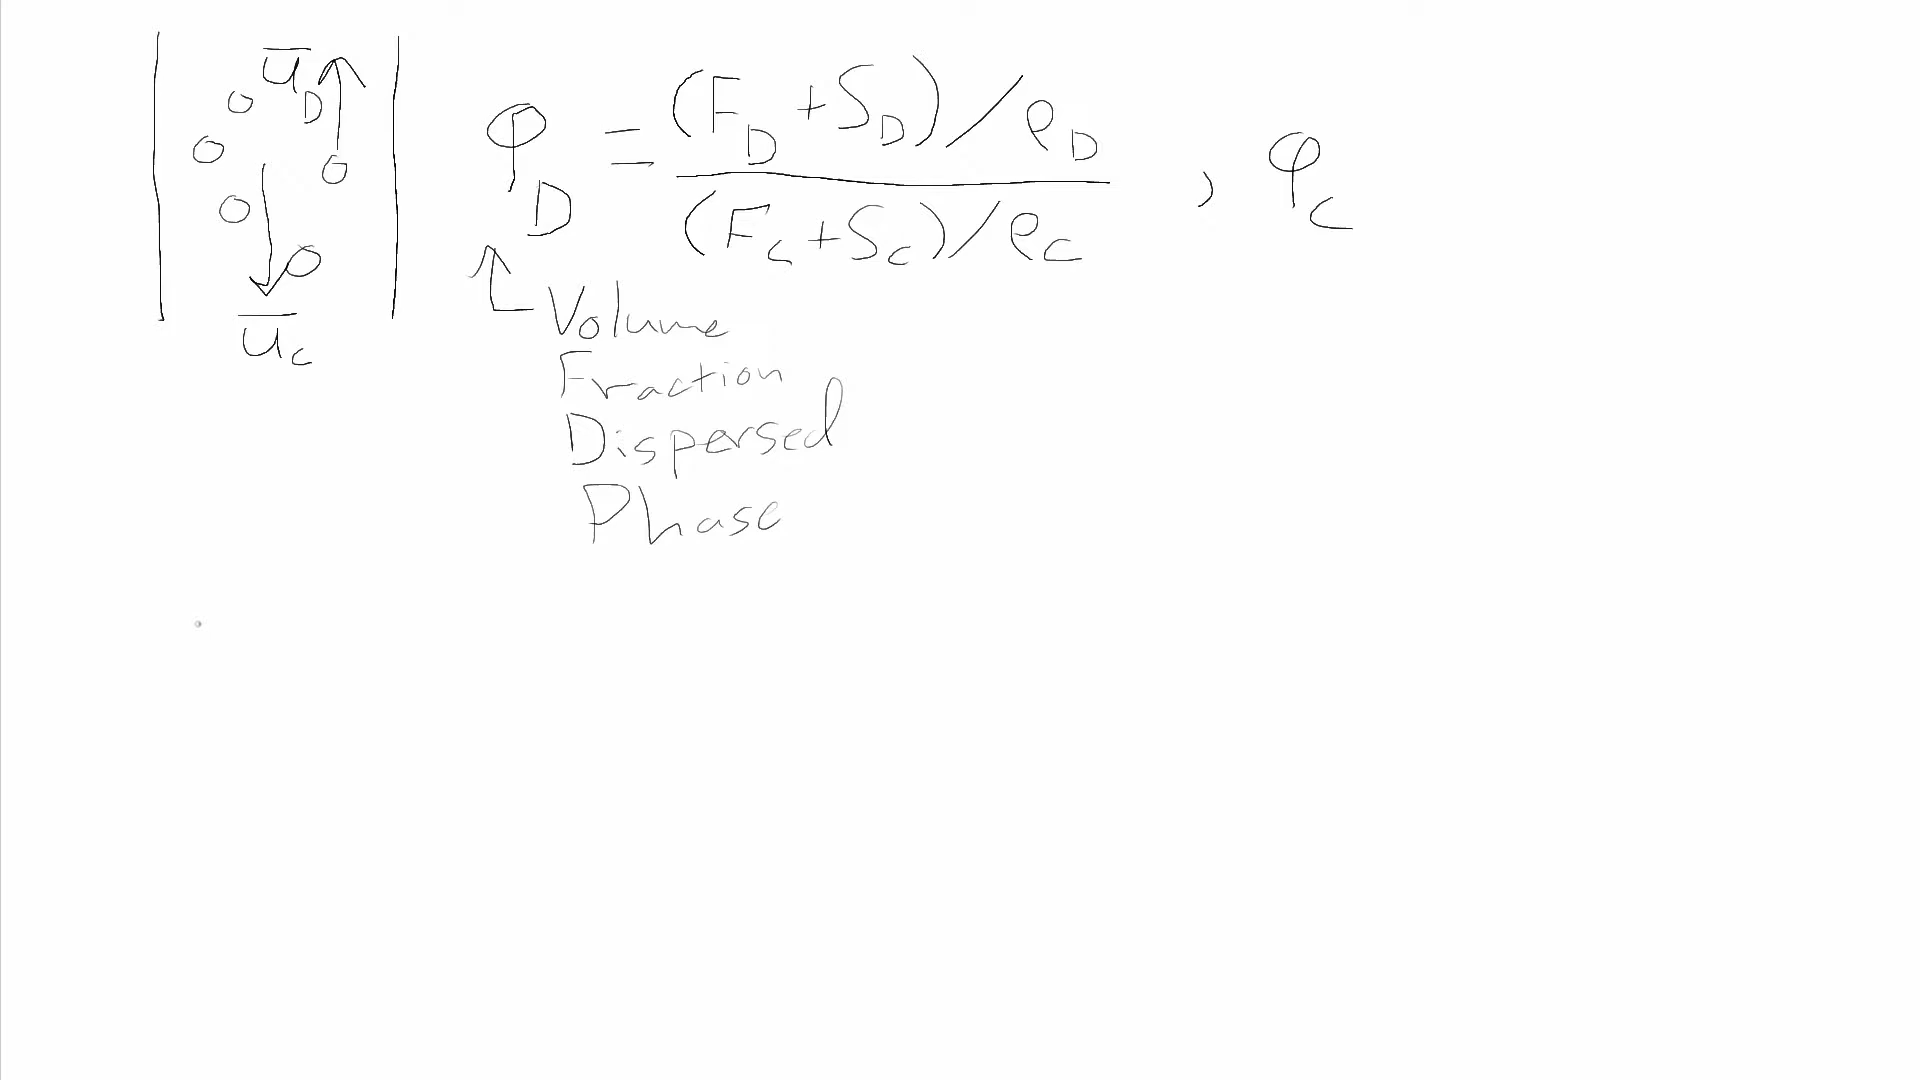 ū_D
φ_D = (F_D + S_D)/ρ_D / (F_C + S_C)/ρ_C , φ_C
ū_C
Volume
Fraction
Dispersed
Phase